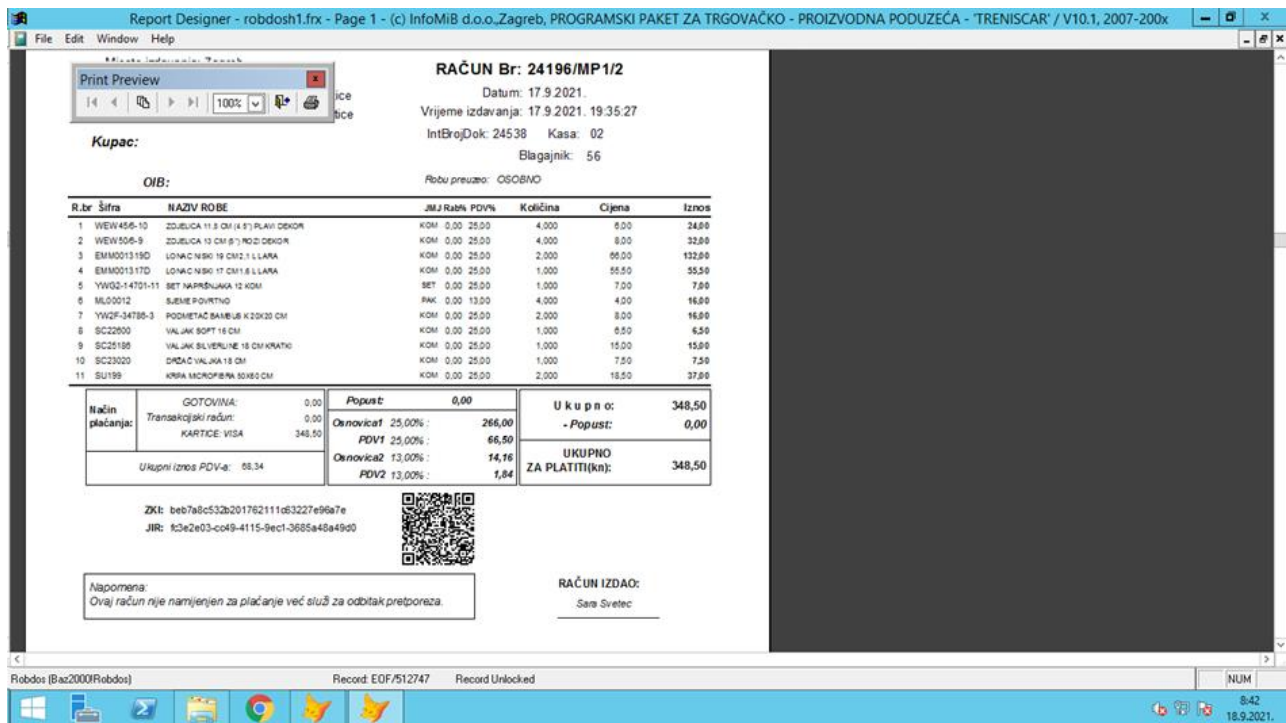 Report Designer - robdosh1.frx - Page 1 - (c) InfoMiB d.o.o.,Zagreb, PROGRAMSKI PAKET ZA TRGOVAČKO - PROIZVODNA PODUZEĆA - 'TRENISCAR' / V10.1, 2007-200x
File Edit Window Help
Print Preview
100%
ice
tice
RAČUN Br: 24196/MP1/2
Datum: 17.9.2021.
Vrijeme izdavanja: 17.9.2021. 19:35:27
IntBrojDok: 24538 Kasa: 02
Kupac:
Blagajnik: 56
OIB:
Robu preuzeo: OSOBNO
R.br Šifra NAZIV ROBE JMJ Rab% PDV% Količina Cijena Iznos
1 WEW456-10 ZDJELICA 11,5 CM (4.5") PLAVI DEKOR KOM 0,00 25,00 4,000 6,00 24,00
2 WEW506-9 ZDJELICA 13 CM (5") ROZI DEKOR KOM 0,00 25,00 4,000 8,00 32,00
3 EMM001319D LONAC NISKI 19 CM 2,1 L LARA KOM 0,00 25,00 2,000 66,00 132,00
4 EMM001317D LONAC NISKI 17 CM 1,6 L LARA KOM 0,00 25,00 1,000 55,50 55,50
5 YWG2-14701-11 SET NAPRŠNJAKA 12 KOM SET 0,00 25,00 1,000 7,00 7,00
6 ML00012 SJEME POVRTNO PAK 0,00 13,00 4,000 4,00 16,00
7 YW2F-34786-3 PODMETAČ BAMBUS K 20X20 CM KOM 0,00 25,00 2,000 8,00 16,00
8 SC22600 VALJAK SOFT 16 CM KOM 0,00 25,00 1,000 6,50 6,50
9 SC25186 VALJAK SILVERLINE 18 CM KRATKI KOM 0,00 25,00 1,000 15,00 15,00
10 SC23020 DRŽAČ VALJKA 18 CM KOM 0,00 25,00 1,000 7,50 7,50
11 SU199 KRPA MICROFIBRA 50X60 CM KOM 0,00 25,00 2,000 18,50 37,00
Način plaćanja:
GOTOVINA: 0,00
Transakcijski račun: 0,00
KARTICE: VISA 348,50
Ukupni iznos PDV-a: 68,34
Popust: 0,00
Osnovica1 25,00% : 266,00
PDV1 25,00% : 66,50
Osnovica2 13,00% : 14,16
PDV2 13,00% : 1,84
U k u p n o: 348,50
- Popust: 0,00
UKUPNO
ZA PLATITI(kn): 348,50
ZKI: beb7a8c532b201762111d63227e96a7e
JIR: fc3e2e03-cc49-4115-9ec1-3685a48a49d0
Napomena:
Ovaj račun nije namijenjen za plaćanje već služi za odbitak pretporeza.
RAČUN IZDAO:
Sara Svetec
Robdos (Baz2000!Robdos) Record: EOF/512747 Record Unlocked NUM
8:42
18.9.2021.